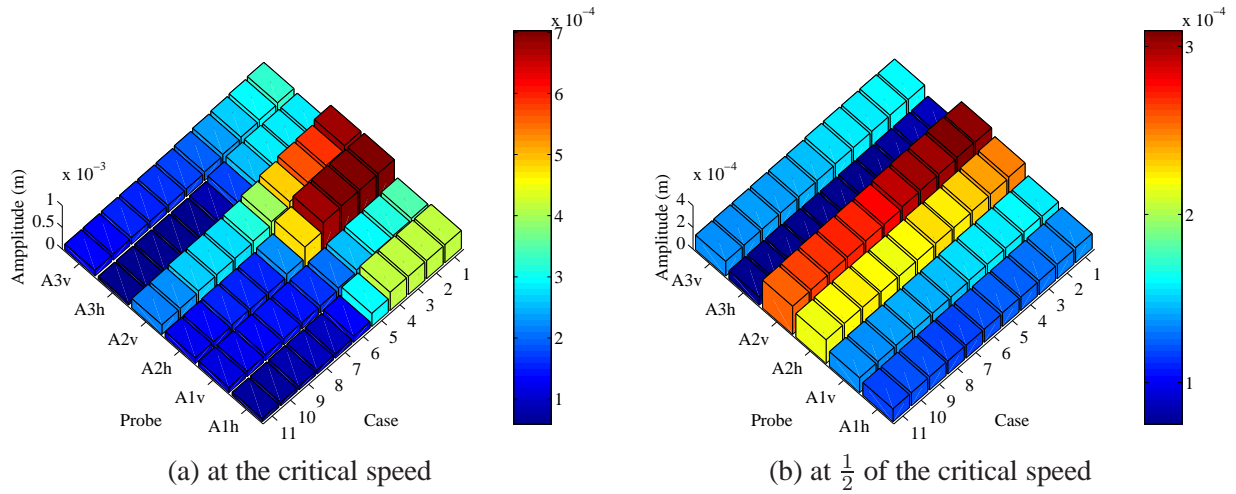 x 10⁻⁴
7
6
5
4
3
2
1
x 10⁻³
1
0.5
0
Amplitude (m)
A3v
A3h
A2v
A2h
A1v
A1h
Probe
11
10
9
8
7
6
5
4
3
2
1
Case
(a) at the critical speed
x 10⁻⁴
3
2
1
x 10⁻⁴
4
2
0
Amplitude (m)
A3v
A3h
A2v
A2h
A1v
A1h
Probe
11
10
9
8
7
6
5
4
3
2
1
Case
(b) at 1/2 of the critical speed